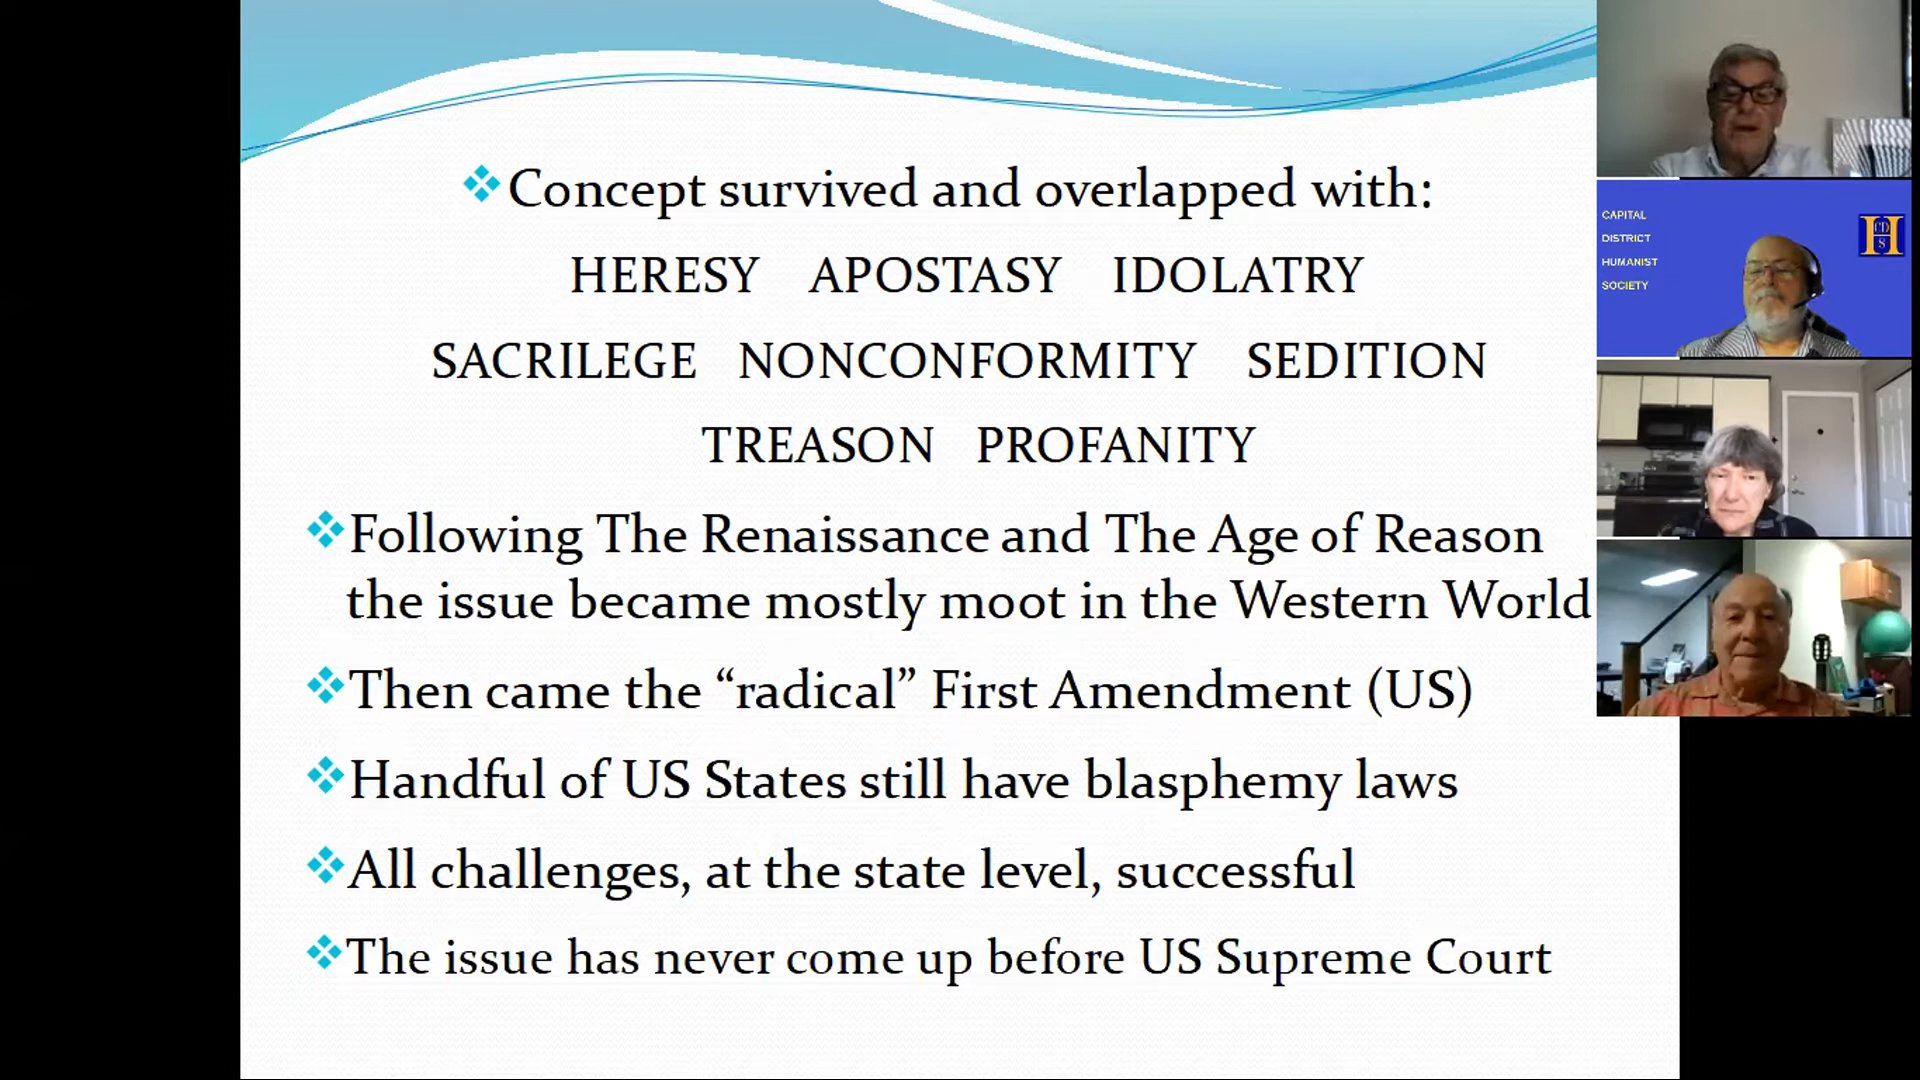 Concept survived and overlapped with:
HERESY APOSTASY IDOLATRY
SACRILEGE NONCONFORMITY SEDITION
TREASON PROFANITY
Following The Renaissance and The Age of Reason
the issue became mostly moot in the Western World
Then came the “radical” First Amendment (US)
Handful of US States still have blasphemy laws
All challenges, at the state level, successful
The issue has never come up before US Supreme Court
CAPITAL
DISTRICT
HUMANIST
SOCIETY
H
CD
S